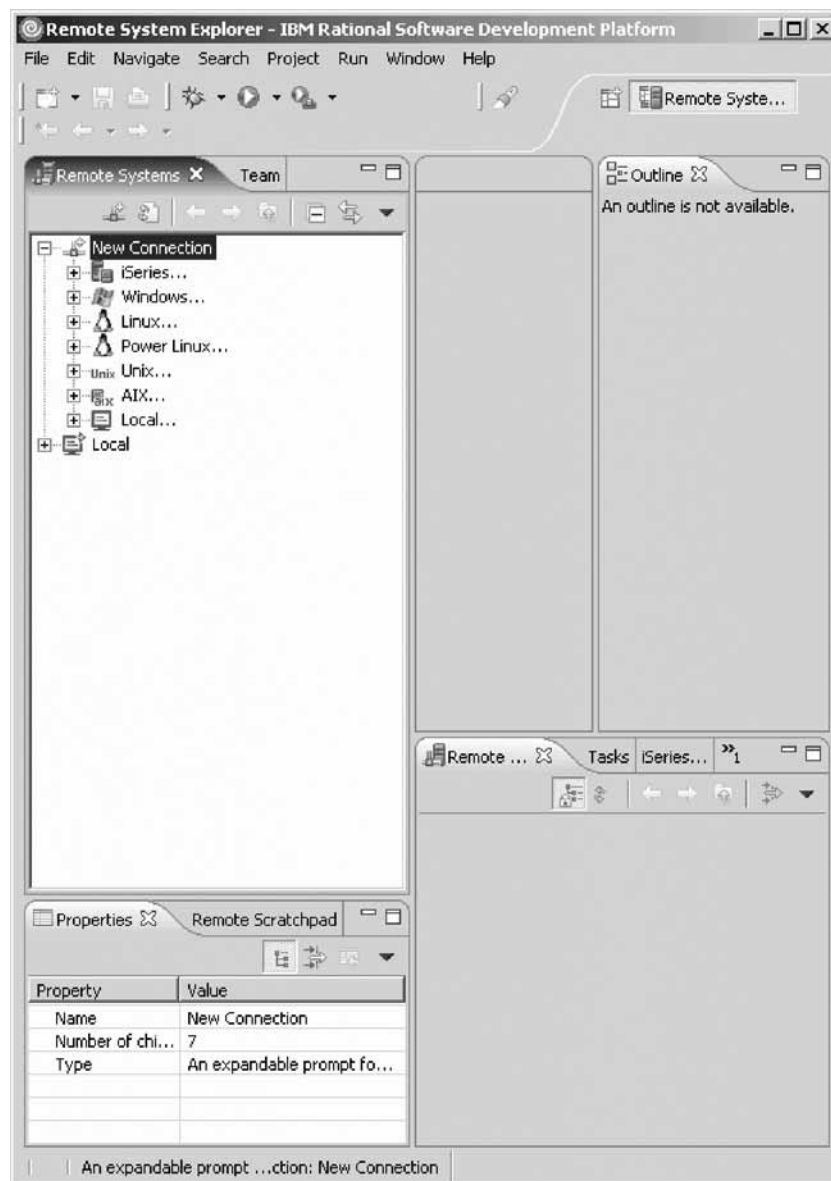 Remote System Explorer - IBM Rational Software Development Platform
File Edit Navigate Search Project Run Window Help
Remote Syste...
Remote Systems Team
Outline
An outline is not available.
New Connection
iSeries...
Windows...
Linux...
Power Linux...
Unix Unix...
aix AIX...
Local...
Local
Remote ... Tasks iSeries... »1
Properties Remote Scratchpad
Property Value
Name New Connection
Number of chi... 7
Type An expandable prompt fo...
An expandable prompt ...ction: New Connection